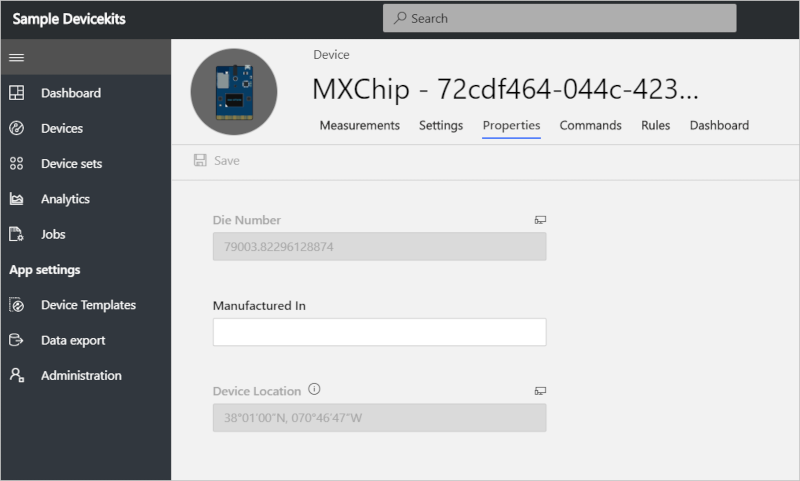 Sample Devicekits
Search
Dashboard
Devices
Device sets
Analytics
Jobs
App settings
Device Templates
Data export
Administration
Device
MXChip - 72cdf464-044c-423...
Measurements Settings Properties Commands Rules Dashboard
Save
Die Number
79003.82296128874
Manufactured In
Device Location
38°01'00"N, 070°46'47"W